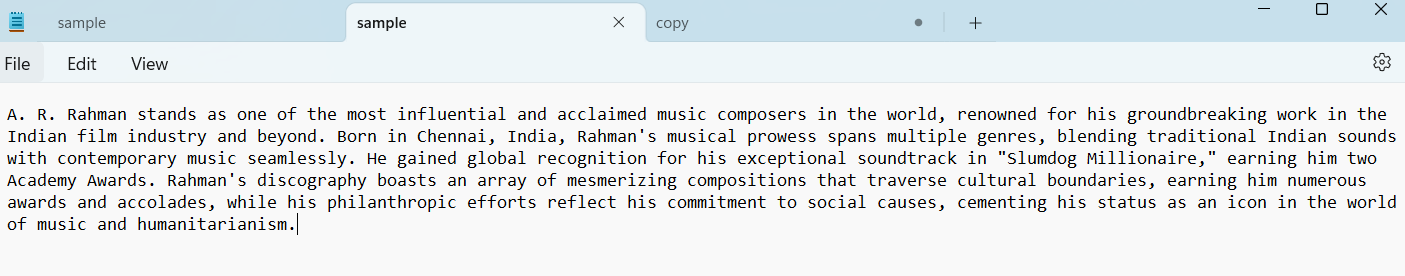 sample
sample
copy
File Edit View
A. R. Rahman stands as one of the most influential and acclaimed music composers in the world, renowned for his groundbreaking work in the
Indian film industry and beyond. Born in Chennai, India, Rahman's musical prowess spans multiple genres, blending traditional Indian sounds
with contemporary music seamlessly. He gained global recognition for his exceptional soundtrack in "Slumdog Millionaire," earning him two
Academy Awards. Rahman's discography boasts an array of mesmerizing compositions that traverse cultural boundaries, earning him numerous
awards and accolades, while his philanthropic efforts reflect his commitment to social causes, cementing his status as an icon in the world
of music and humanitarianism.